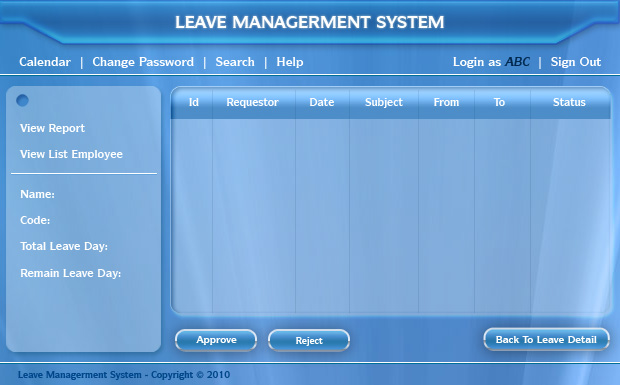 LEAVE MANAGERMENT SYSTEM
Calendar | Change Password | Search | Help
Login as ABC | Sign Out
View Report
View List Employee
Name:
Code:
Total Leave Day:
Remain Leave Day:
Id Requestor Date Subject From To Status
Approve
Reject
Back To Leave Detail
Leave Managerment System - Copyright © 2010